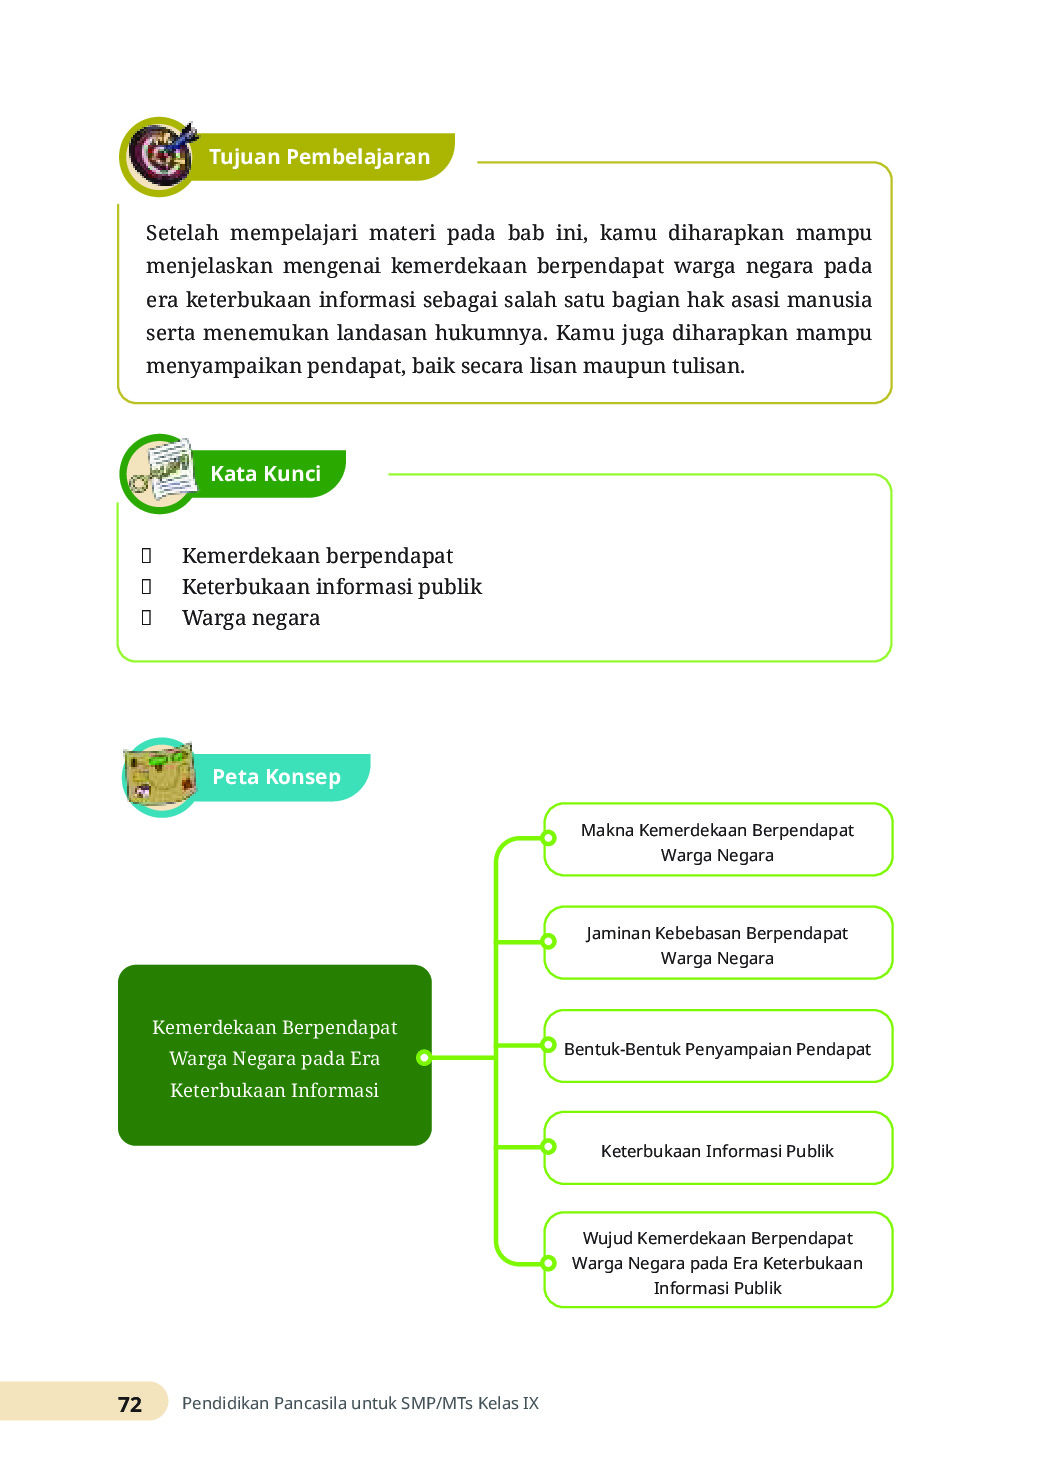 Tujuan Pembelajaran
Setelah mempelajari materi pada bab ini, kamu diharapkan mampu
menjelaskan mengenai kemerdekaan berpendapat warga negara pada
era keterbukaan informasi sebagai salah satu bagian hak asasi manusia
serta menemukan landasan hukumnya. Kamu juga diharapkan mampu
menyampaikan pendapat, baik secara lisan maupun tulisan.
Kata Kunci
Kemerdekaan berpendapat
Keterbukaan informasi publik
Warga negara
Peta Konsep
Kemerdekaan Berpendapat
Warga Negara pada Era
Keterbukaan Informasi
Makna Kemerdekaan Berpendapat
Warga Negara
Jaminan Kebebasan Berpendapat
Warga Negara
Bentuk-Bentuk Penyampaian Pendapat
Keterbukaan Informasi Publik
Wujud Kemerdekaan Berpendapat
Warga Negara pada Era Keterbukaan
Informasi Publik
72 Pendidikan Pancasila untuk SMP/MTs Kelas IX